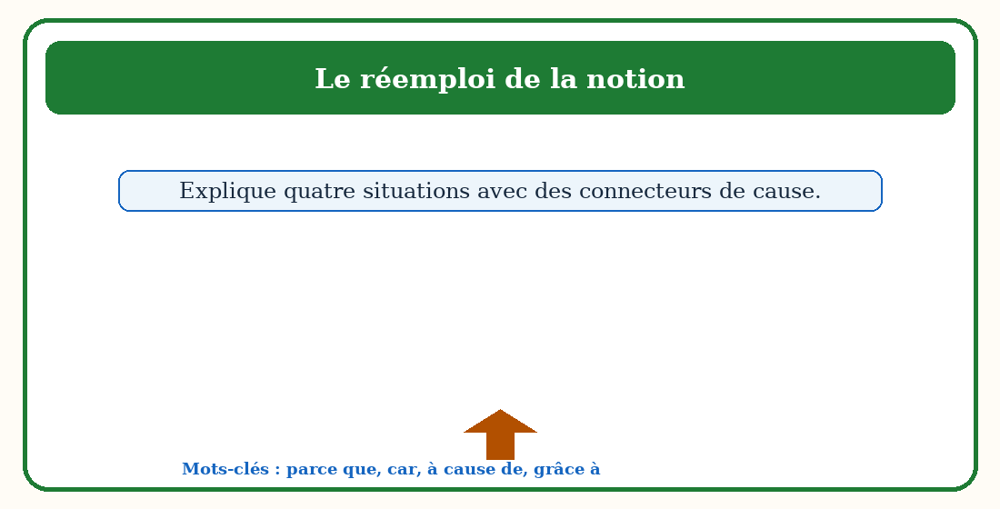 Le réemploi de la notion
Explique quatre situations avec des connecteurs de cause.
Mots-clés : parce que, car, à cause de, grâce à